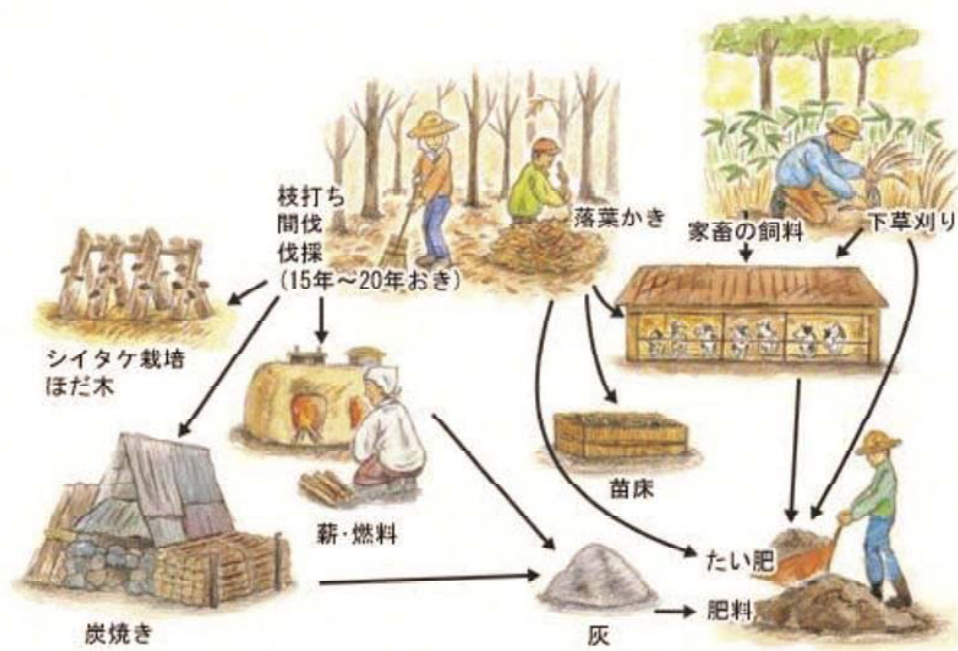 枝打ち
間伐
伐採
(15年〜20年おき)
落葉かき
家畜の飼料
下草刈り
シイタケ栽培
ほだ木
薪・燃料
苗床
たい肥
炭焼き
灰
肥料